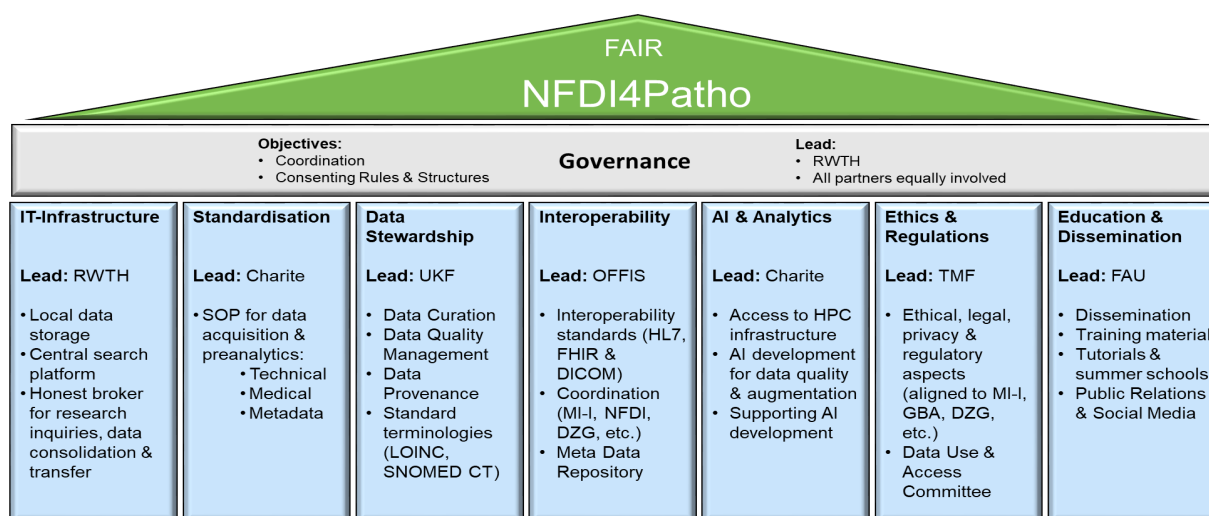 FAIR
NFDI4Patho
Objectives:
• Coordination
• Consenting Rules & Structures
Governance
Lead:
• RWTH
• All partners equally involved
IT-Infrastructure
Lead: RWTH
• Local data
storage
• Central search
platform
• Honest broker
for research
inquiries, data
consolidation &
transfer
Standardisation
Lead: Charite
• SOP for data
acquisition &
preanalytics:
• Technical
• Medical
• Metadata
Data
Stewardship
Lead: UKF
• Data Curation
• Data Quality
Management
• Data
Provenance
• Standard
terminologies
(LOINC,
SNOMED CT)
Interoperability
Lead: OFFIS
• Interoperability
standards (HL7,
FHIR &
DICOM)
• Coordination
(MI-I, NFDI,
DZG, etc.)
• Meta Data
Repository
AI & Analytics
Lead: Charite
• Access to HPC
infrastructure
• AI development
for data quality
& augmentation
• Supporting AI
development
Ethics &
Regulations
Lead: TMF
• Ethical, legal,
privacy &
regulatory
aspects
(aligned to MI-I,
GBA, DZG,
etc.)
• Data Use &
Access
Committee
Education &
Dissemination
Lead: FAU
• Dissemination
• Training material
• Tutorials &
summer schools
• Public Relations
& Social Media